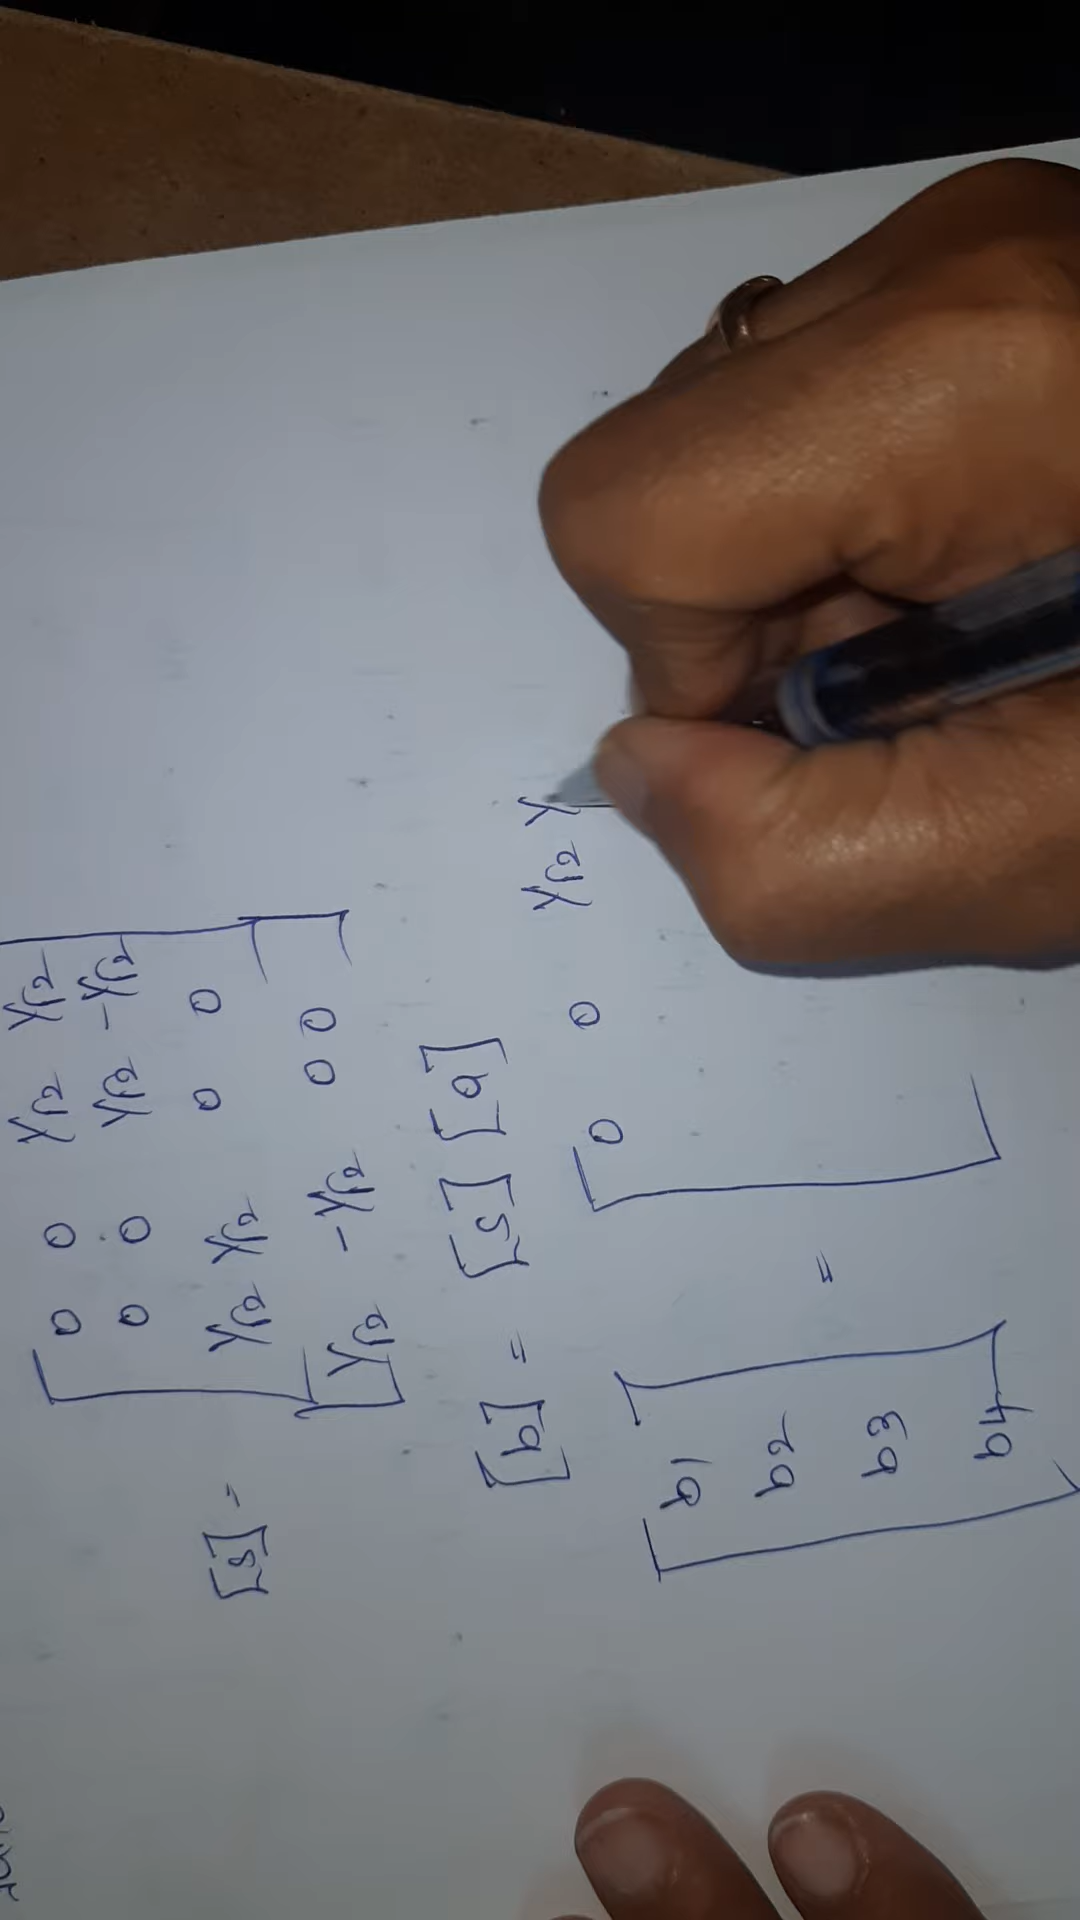 0 0 1/√2 1/√2
0 0 1/√2 -1/√2
[s] = 1/√2 1/√2 0 0
1/√2 -1/√2 0 0
[b] = [s] [a]
0 0 1/√2 1/
b1
b2 =
b3
b4